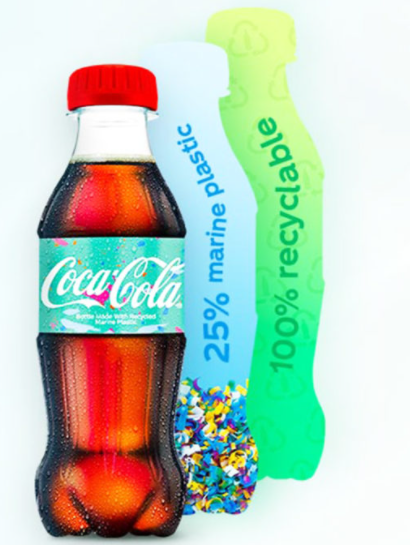 Coca-Cola
Bottle Made With Recycled
Marine Plastic
25% marine plastic
100% recyclable